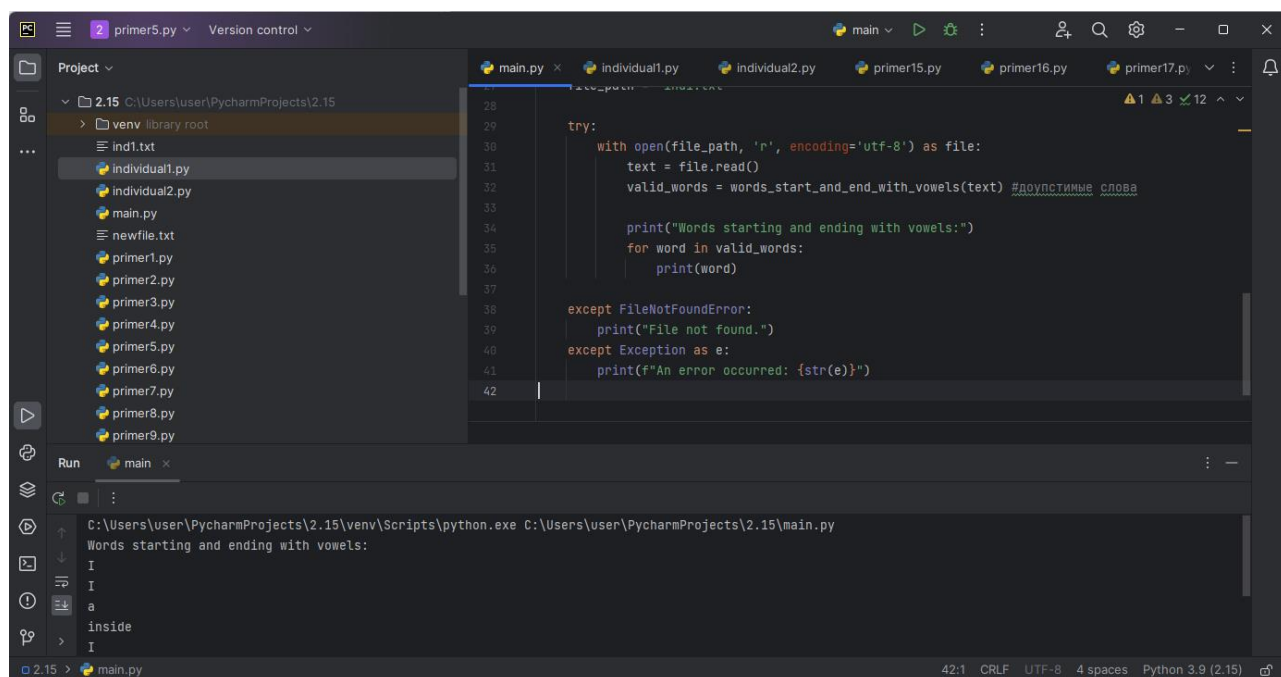 PC 2 primer5.py Version control main
Project
main.py individual1.py individual2.py primer15.py primer16.py primer17.py
2.15 C:\Users\user\PycharmProjects\2.15
venv library root
ind1.txt
individual1.py
individual2.py
main.py
newfile.txt
primer1.py
primer2.py
primer3.py
primer4.py
primer5.py
primer6.py
primer7.py
primer8.py
primer9.py
1 3 12
28
29 try:
30 with open(file_path, 'r', encoding='utf-8') as file:
31 text = file.read()
32 valid_words = words_start_and_end_with_vowels(text) #доупстимые слова
33
34 print("Words starting and ending with vowels:")
35 for word in valid_words:
36 print(word)
37
38 except FileNotFoundError:
39 print("File not found.")
40 except Exception as e:
41 print(f"An error occurred: {str(e)}")
42
Run main
C:\Users\user\PycharmProjects\2.15\venv\Scripts\python.exe C:\Users\user\PycharmProjects\2.15\main.py
Words starting and ending with vowels:
I
I
a
inside
I
2.15 > main.py 42:1 CRLF UTF-8 4 spaces Python 3.9 (2.15)